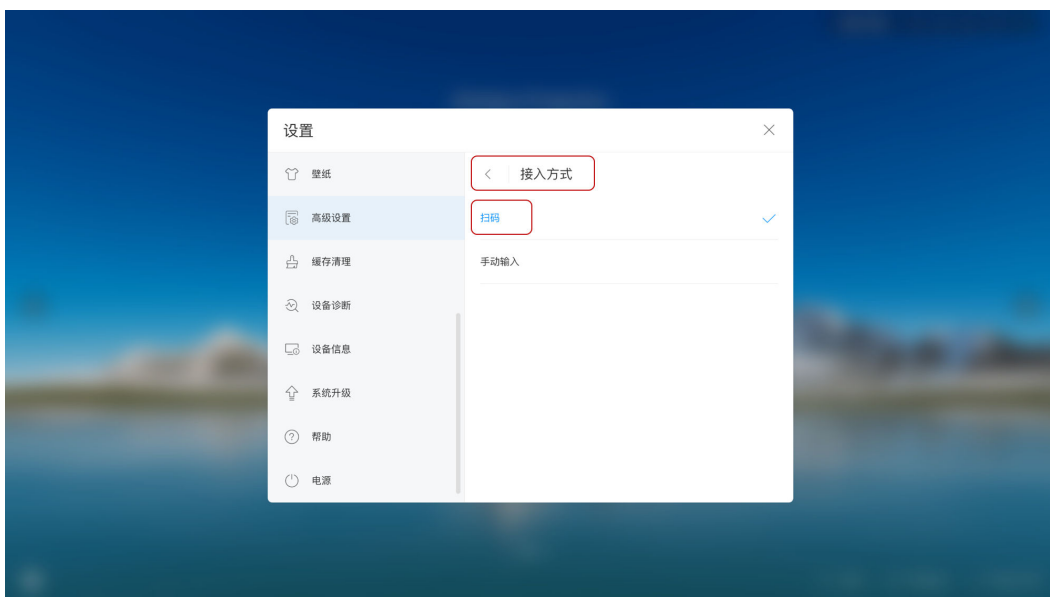 设置
壁纸
高级设置
缓存清理
设备诊断
设备信息
系统升级
帮助
电源
接入方式
扫码
手动输入